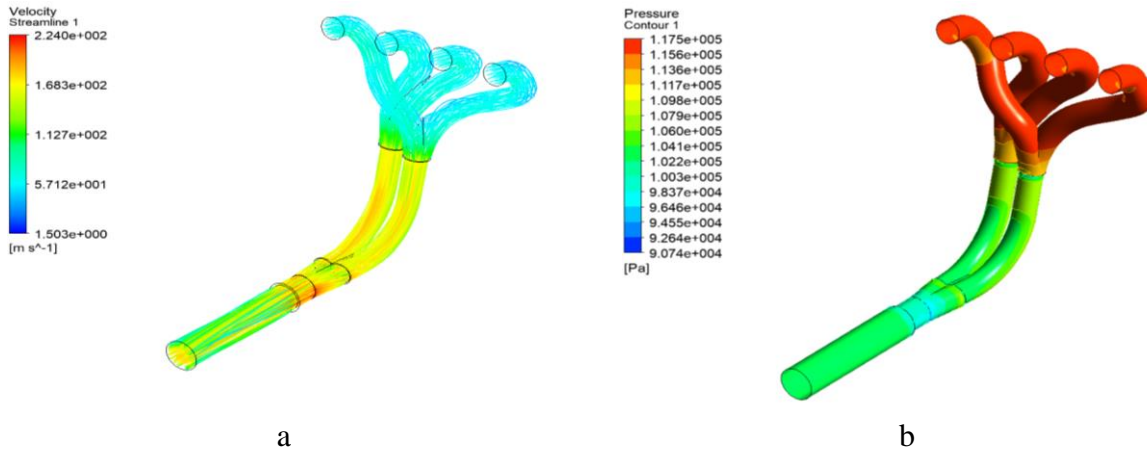 Velocity
Streamline 1
2.240e+002
1.683e+002
1.127e+002
5.712e+001
1.503e+000
[m s^-1]
a
Pressure
Contour 1
1.175e+005
1.156e+005
1.136e+005
1.117e+005
1.098e+005
1.079e+005
1.060e+005
1.041e+005
1.022e+005
1.003e+005
9.837e+004
9.646e+004
9.455e+004
9.264e+004
9.074e+004
[Pa]
b